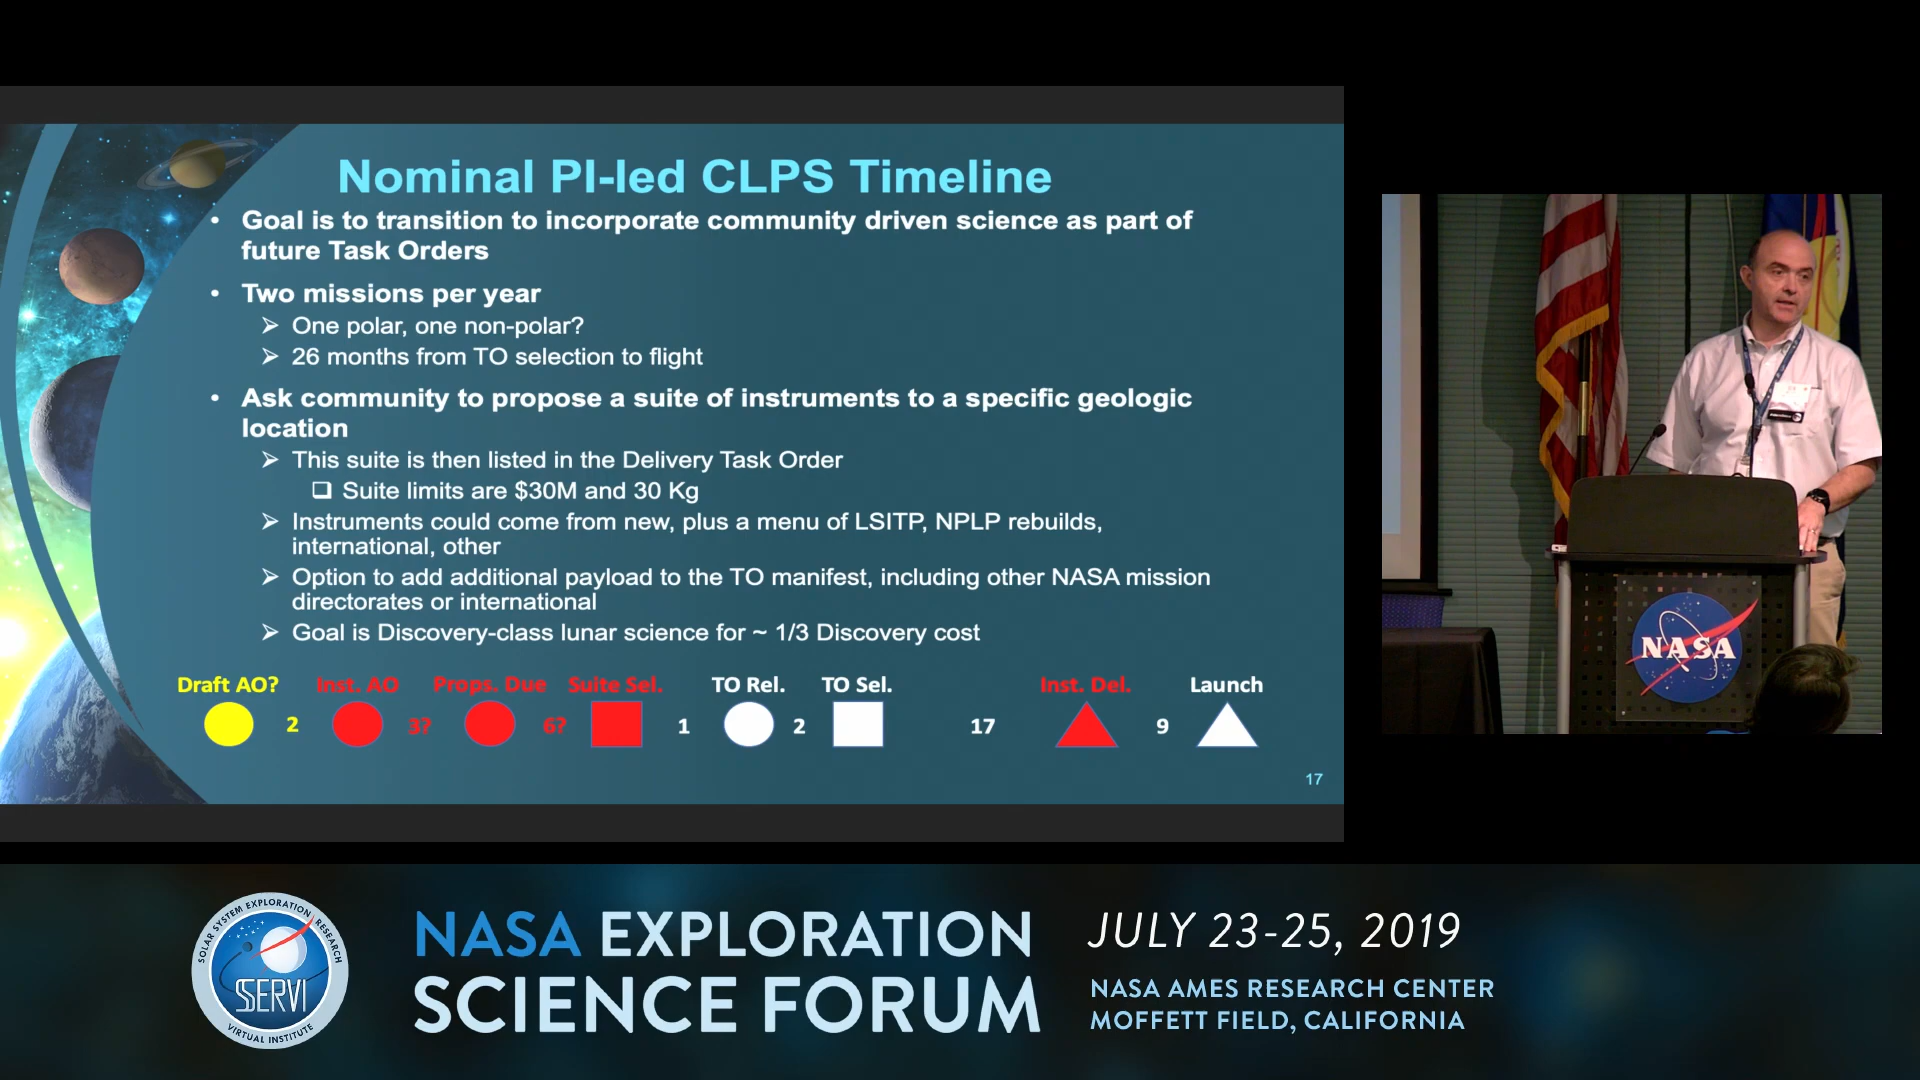 Nominal PI-led CLPS Timeline
• Goal is to transition to incorporate community driven science as part of
future Task Orders
• Two missions per year
➢ One polar, one non-polar?
➢ 26 months from TO selection to flight
• Ask community to propose a suite of instruments to a specific geologic
location
➢ This suite is then listed in the Delivery Task Order
❑ Suite limits are $30M and 30 Kg
➢ Instruments could come from new, plus a menu of LSITP, NPLP rebuilds,
international, other
➢ Option to add additional payload to the TO manifest, including other NASA mission
directorates or international
➢ Goal is Discovery-class lunar science for ~ 1/3 Discovery cost
Draft AO? Inst. AO Props. Due Suite Sel. TO Rel. TO Sel. Inst. Del. Launch
2 3? 6? 1 2 17 9
17
NASA
SOLAR SYSTEM EXPLORATION RESEARCH
SSERVI
VIRTUAL INSTITUTE
NASA EXPLORATION
SCIENCE FORUM
JULY 23-25, 2019
NASA AMES RESEARCH CENTER
MOFFETT FIELD, CALIFORNIA